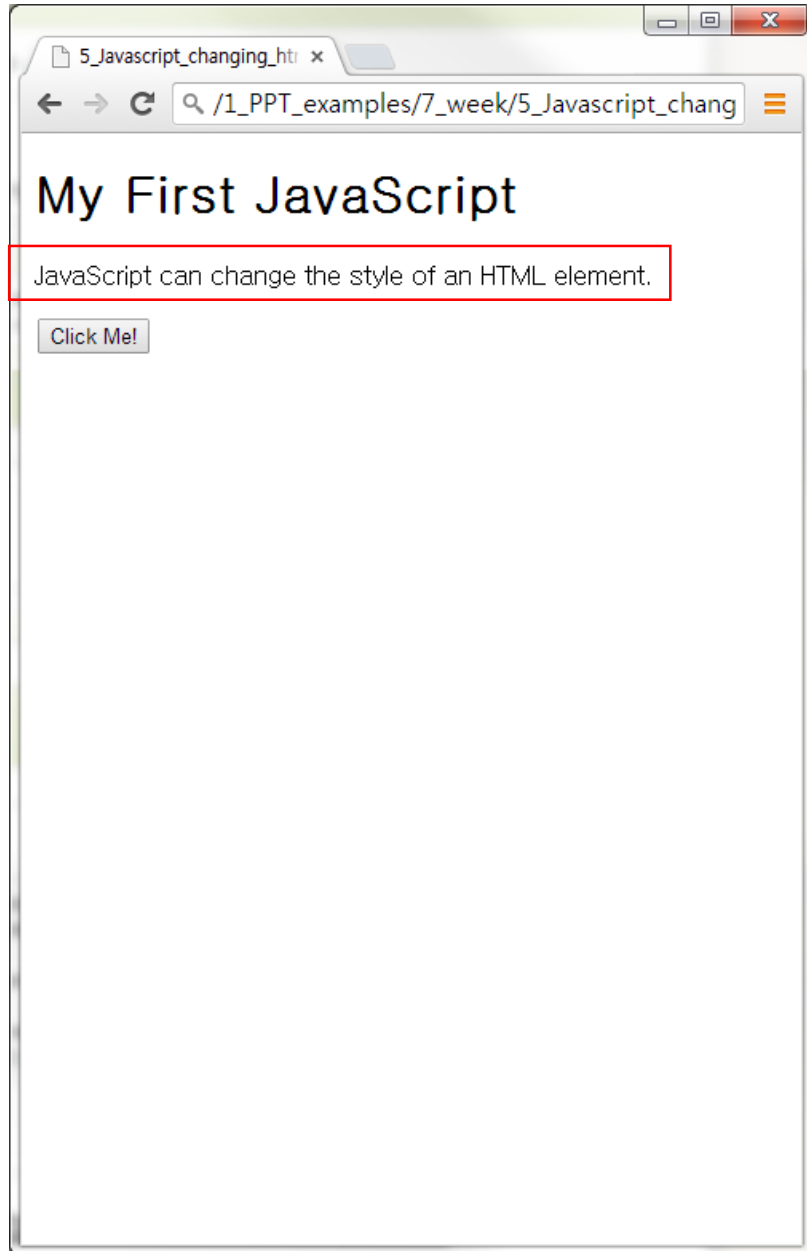 5_Javascript_changing_htr
/1_PPT_examples/7_week/5_Javascript_chang
My First JavaScript
JavaScript can change the style of an HTML element.
Click Me!